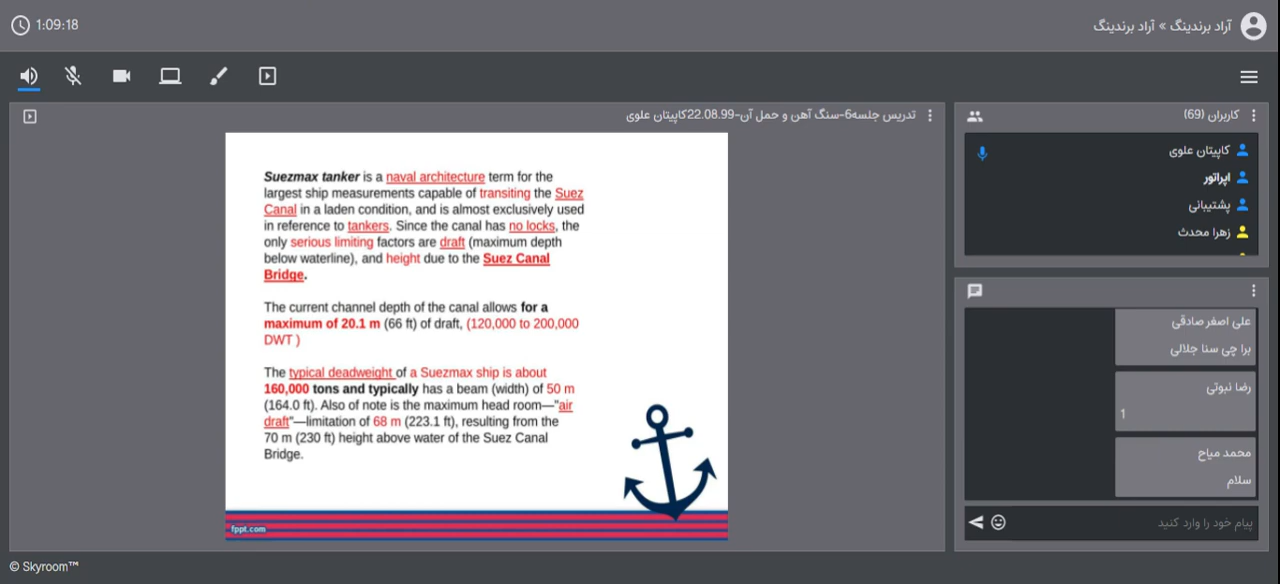 1:09:18
آراد برندینگ » آراد برندینگ
تدریس جلسه6-سنگ آهن و حمل آن-22.08.99کاپیتان علوی
Suezmax tanker is a naval architecture term for the
largest ship measurements capable of transiting the Suez
Canal in a laden condition, and is almost exclusively used
in reference to tankers. Since the canal has no locks, the
only serious limiting factors are draft (maximum depth
below waterline), and height due to the Suez Canal
Bridge.
The current channel depth of the canal allows for a
maximum of 20.1 m (66 ft) of draft, (120,000 to 200,000
DWT )
The typical deadweight of a Suezmax ship is about
160,000 tons and typically has a beam (width) of 50 m
(164.0 ft). Also of note is the maximum head room—"air
draft"—limitation of 68 m (223.1 ft), resulting from the
70 m (230 ft) height above water of the Suez Canal
Bridge.
fppt.com
کاربران (69)
کاپیتان علوی
اپراتور
پشتیبانی
زهرا محدث
علی اصغر صادقی
برا چی سنا جلالی
رضا نبوتی
1
محمد میاح
سلام
پیام خود را وارد کنید
© Skyroom™